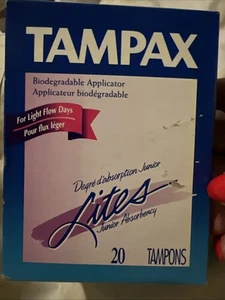 TAMPAX
Biodegradable Applicator
Applicateur biodégradable
For Light Flow Days
Pour flux léger
Degré d'absorption Junior
Lites
Junior Absorbency
20 TAMPONS